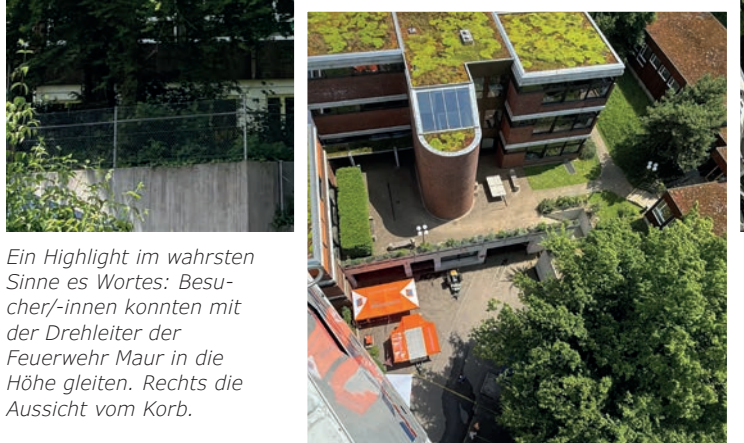 Ein Highlight im wahrsten
Sinne es Wortes: Besu-
cher/-innen konnten mit
der Drehleiter der
Feuerwehr Maur in die
Höhe gleiten. Rechts die
Aussicht vom Korb.